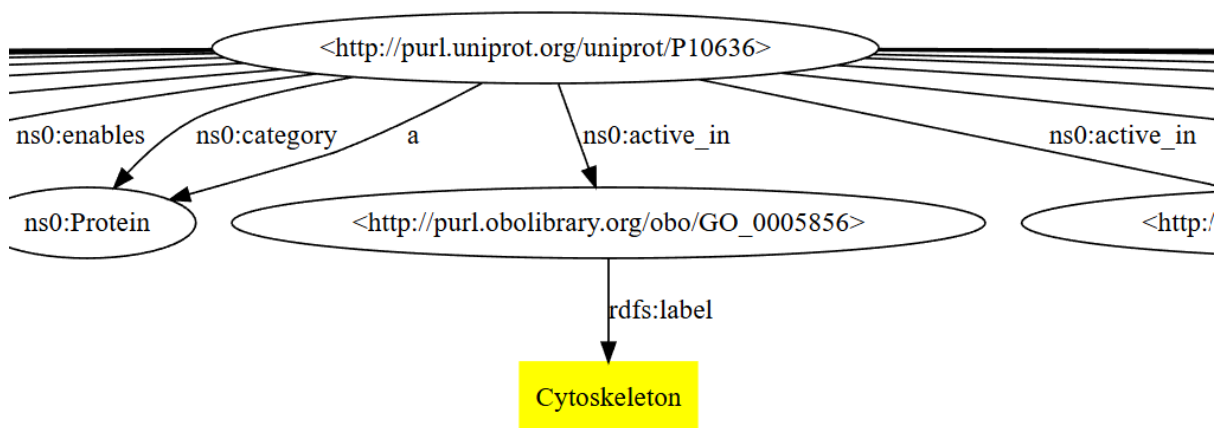 <http://purl.uniprot.org/uniprot/P10636>
ns0:enables
ns0:category
a
ns0:active_in
ns0:active_in
ns0:Protein
<http://purl.obolibrary.org/obo/GO_0005856>
<http:/
rdfs:label
Cytoskeleton